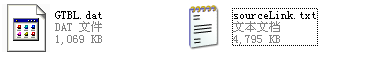 GTBL.dat
DAT 文件
1,069 KB
sourceLink.txt
文本文档
4,795 KB